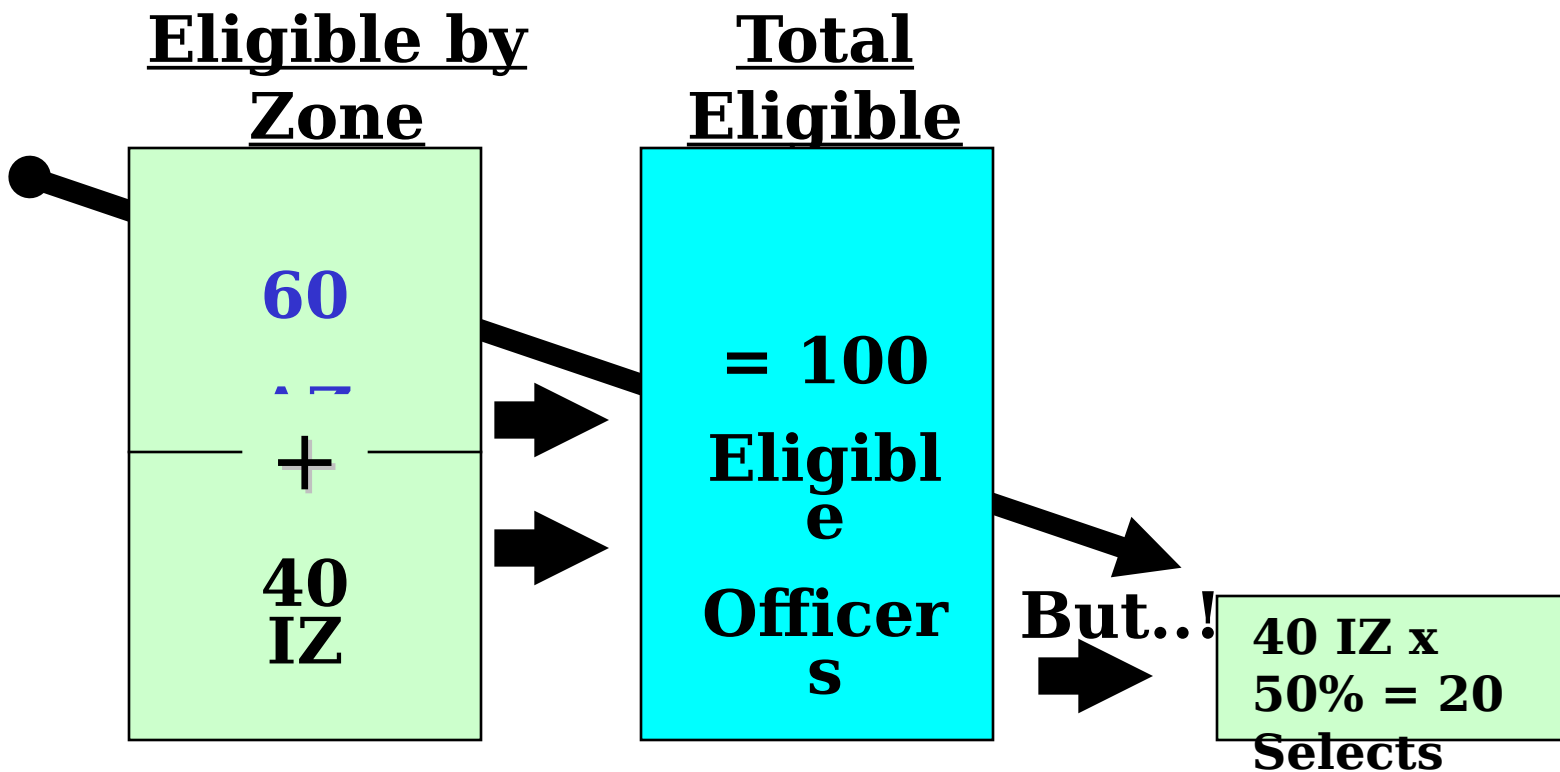 Eligible by
Zone
Total
Eligible
60
+
40
IZ
= 100
Eligibl
e
Officer
s
But..!
40 IZ x
50% = 20
Selects